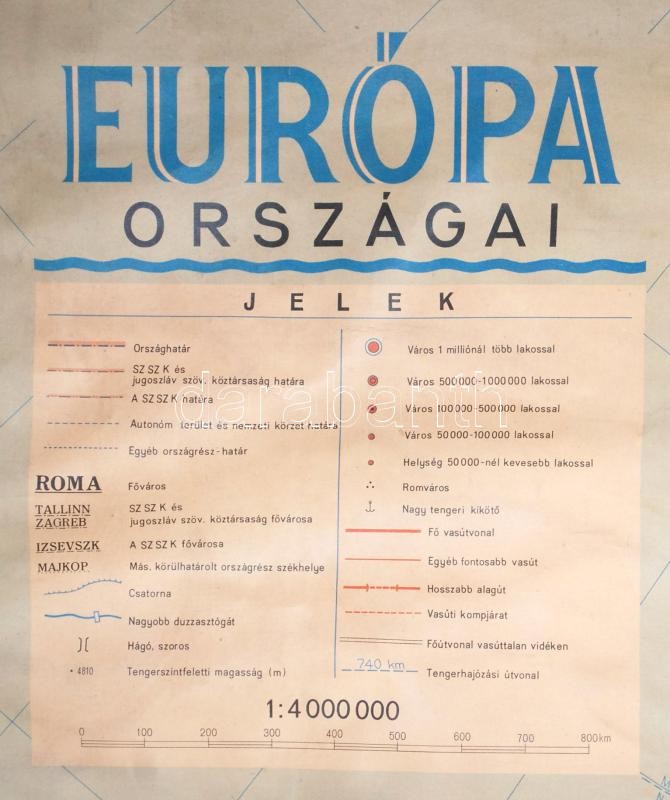 EURÓPA
ORSZÁGAI
JELEK
Országhatár
SZSZK és
jugoszláv szöv. köztársaság határa
A SZSZK határa
Autonóm terület és nemzeti körzet határa
Egyéb országrész-határ
ROMA Főváros
TALLINN SZSZK és
ZAGREB jugoszláv szöv. köztársaság fővárosa
IZSEVSZK A SZSZK fővárosa
MAJKOP Más, körülhatárolt országrész székhelye
Csatorna
Nagyobb duzzasztógát
Hágó, szoros
• 4810 Tengerszintfeletti magasság (m)
Város 1 milliónál több lakossal
Város 500000-1000000 lakossal
Város 100000-500000 lakossal
Város 50000-100000 lakossal
Helység 50000-nél kevesebb lakossal
Romváros
Nagy tengeri kikötő
Fő vasútvonal
Egyéb fontosabb vasút
Hosszabb alagút
Vasúti kompjárat
Főútvonal vasúttalan vidéken
740 km Tengerhajózási útvonal
1:4000000
0 100 200 300 400 500 600 700 800km
darabanth